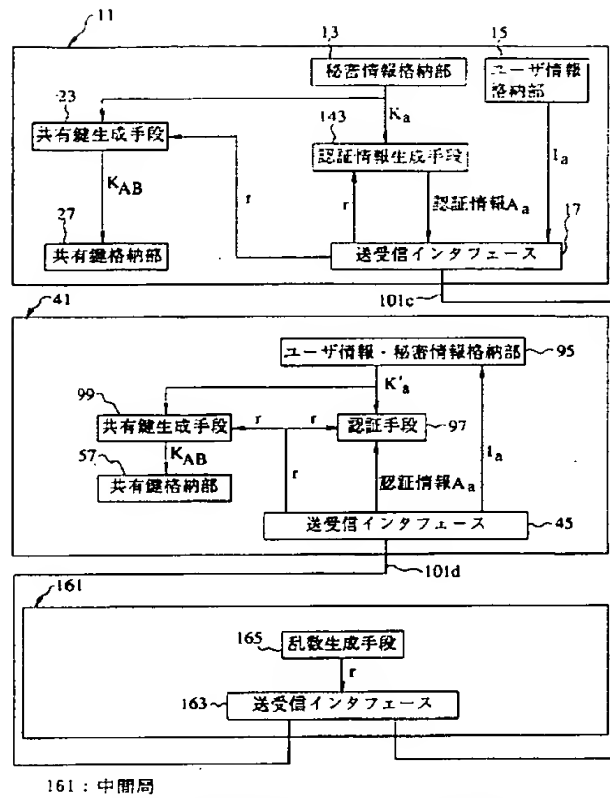 11
13
15
秘密情報格納部
ユーザ情報
格納部
23
共有鍵生成手段
Ka
143
認証情報生成手段
KAB
r
r
認証情報Aa
Ia
27
共有鍵格納部
17
送受信インタフェース
101c
41
ユーザ情報・秘密情報格納部
95
K'a
99
共有鍵生成手段
r
r
認証手段
97
KAB
57
共有鍵格納部
r
認証情報Aa
Ia
送受信インタフェース
45
101d
161
165
乱数生成手段
r
163
送受信インタフェース
161 : 中間局